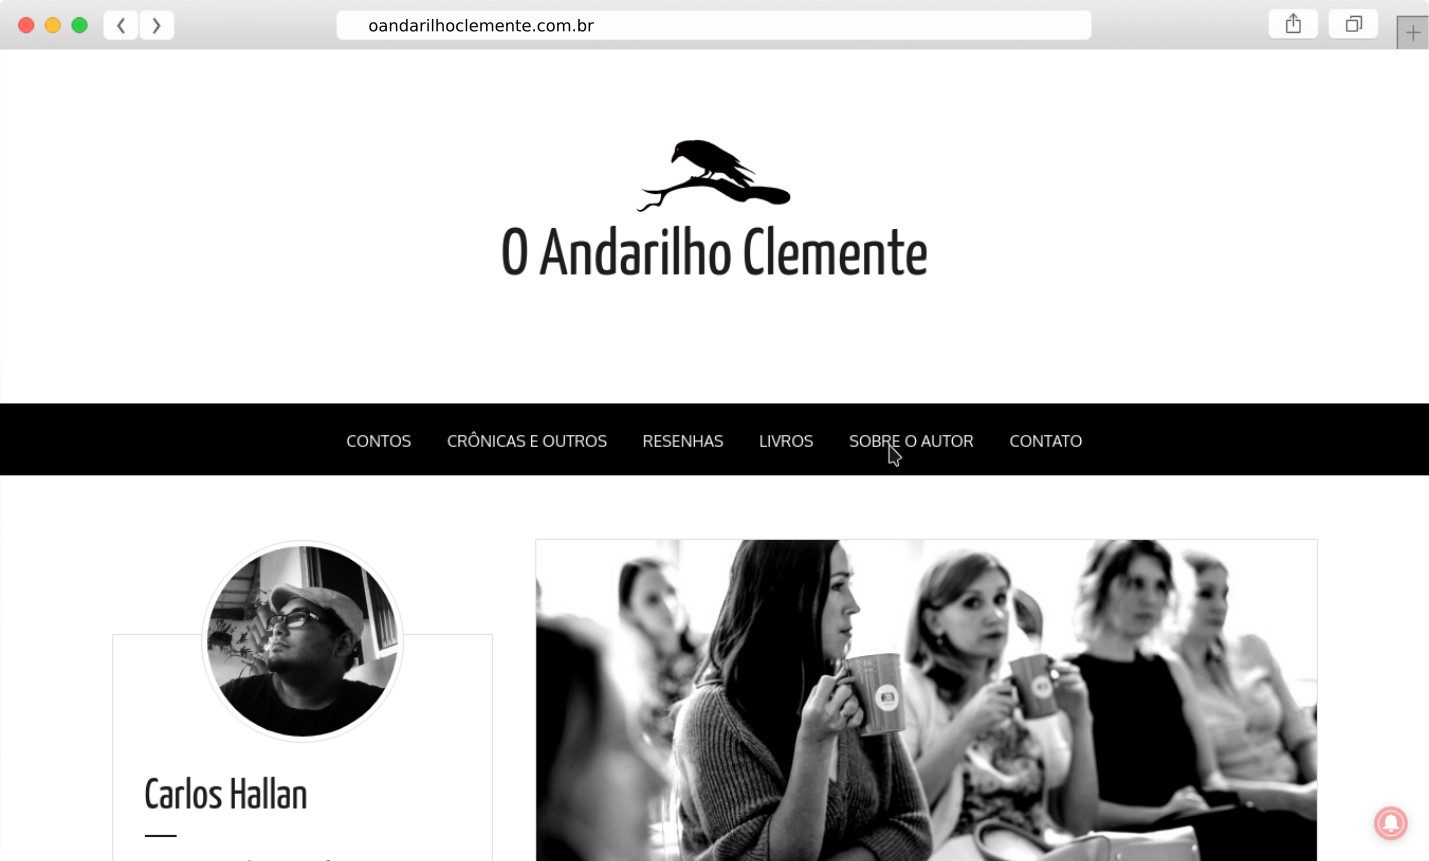 oandarilhoclemente.com.br
O Andarilho Clemente
CONTOS CRÔNICAS E OUTROS RESENHAS LIVROS SOBRE O AUTOR CONTATO
Carlos Hallan